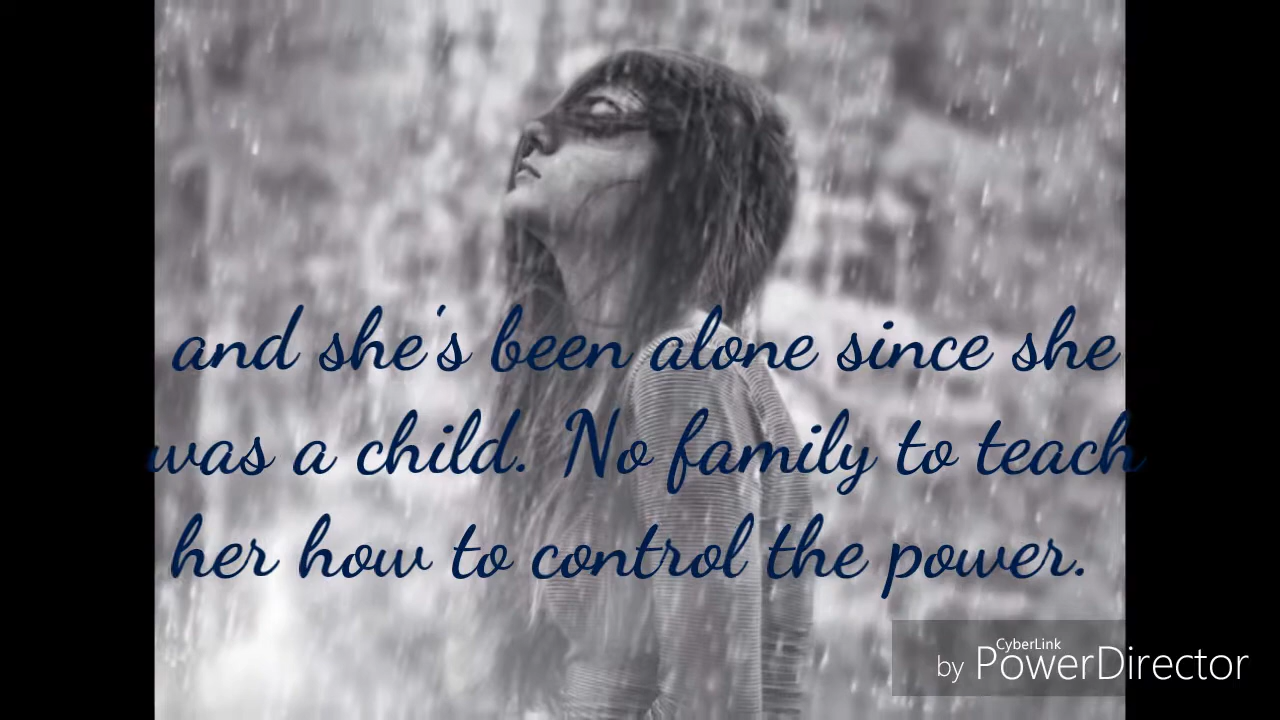 and she's been alone since she
was a child. No family to teach
her how to control the power.
CyberLink
by PowerDirector